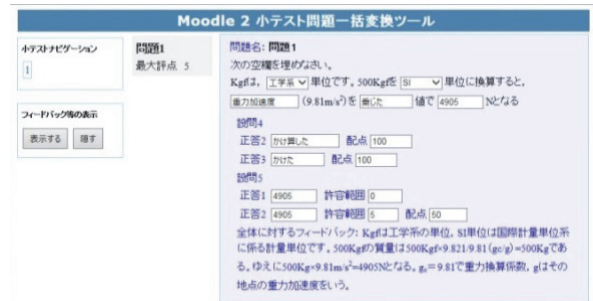 Moodle 2 小テスト問題一括変換ツール
小テストナビゲーション
1
フィードバック等の表示
表示する 隠す
問題1
最大評点 5
問題名: 問題1
次の空欄を埋めなさい。
Kgfは, 工学系 単位です。500Kgfを SI 単位に換算すると,
重力加速度 (9.81m/s²)を 乗じた 値で 4905 Nとなる
設問4
正答2 かけ算した 配点 100
正答3 かけた 配点 100
設問5
正答1 4905 許容範囲 0
正答2 4905 許容範囲 5 配点 50
全体に対するフィードバック: Kgfは工学系の単位, SI単位は国際計量単位系
に係る計量単位です。500Kgfの質量は500Kgf×9.821/9.81 (gc/g) =500Kgであ
る。ゆえに500Kg×9.81m/s²=4905Nとなる。g꜀=9.81で重力換算係数, gはその
地点の重力加速度をいう。